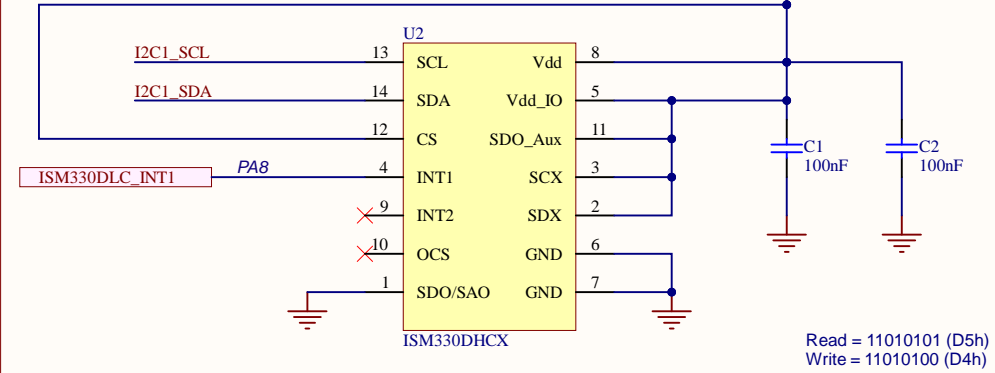 U2
I2C1_SCL 13 SCL Vdd 8
I2C1_SDA 14 SDA Vdd_IO 5
12 CS SDO_Aux 11
ISM330DLC_INT1 PA8 4 INT1 SCX 3
9 INT2 SDX 2
10 OCS GND 6
1 SDO/SAO GND 7
ISM330DHCX
C1
100nF
C2
100nF
Read = 11010101 (D5h)
Write = 11010100 (D4h)